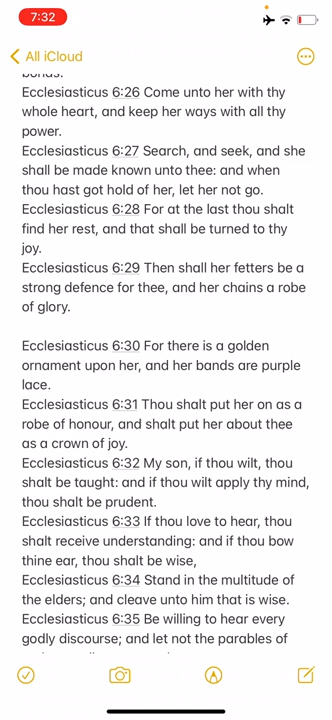 7:32
All iCloud
bonds.
Ecclesiasticus 6:26 Come unto her with thy
whole heart, and keep her ways with all thy
power.
Ecclesiasticus 6:27 Search, and seek, and she
shall be made known unto thee: and when
thou hast got hold of her, let her not go.
Ecclesiasticus 6:28 For at the last thou shalt
find her rest, and that shall be turned to thy
joy.
Ecclesiasticus 6:29 Then shall her fetters be a
strong defence for thee, and her chains a robe
of glory.
Ecclesiasticus 6:30 For there is a golden
ornament upon her, and her bands are purple
lace.
Ecclesiasticus 6:31 Thou shalt put her on as a
robe of honour, and shalt put her about thee
as a crown of joy.
Ecclesiasticus 6:32 My son, if thou wilt, thou
shalt be taught: and if thou wilt apply thy mind,
thou shalt be prudent.
Ecclesiasticus 6:33 If thou love to hear, thou
shalt receive understanding: and if thou bow
thine ear, thou shalt be wise,
Ecclesiasticus 6:34 Stand in the multitude of
the elders; and cleave unto him that is wise.
Ecclesiasticus 6:35 Be willing to hear every
godly discourse; and let not the parables of